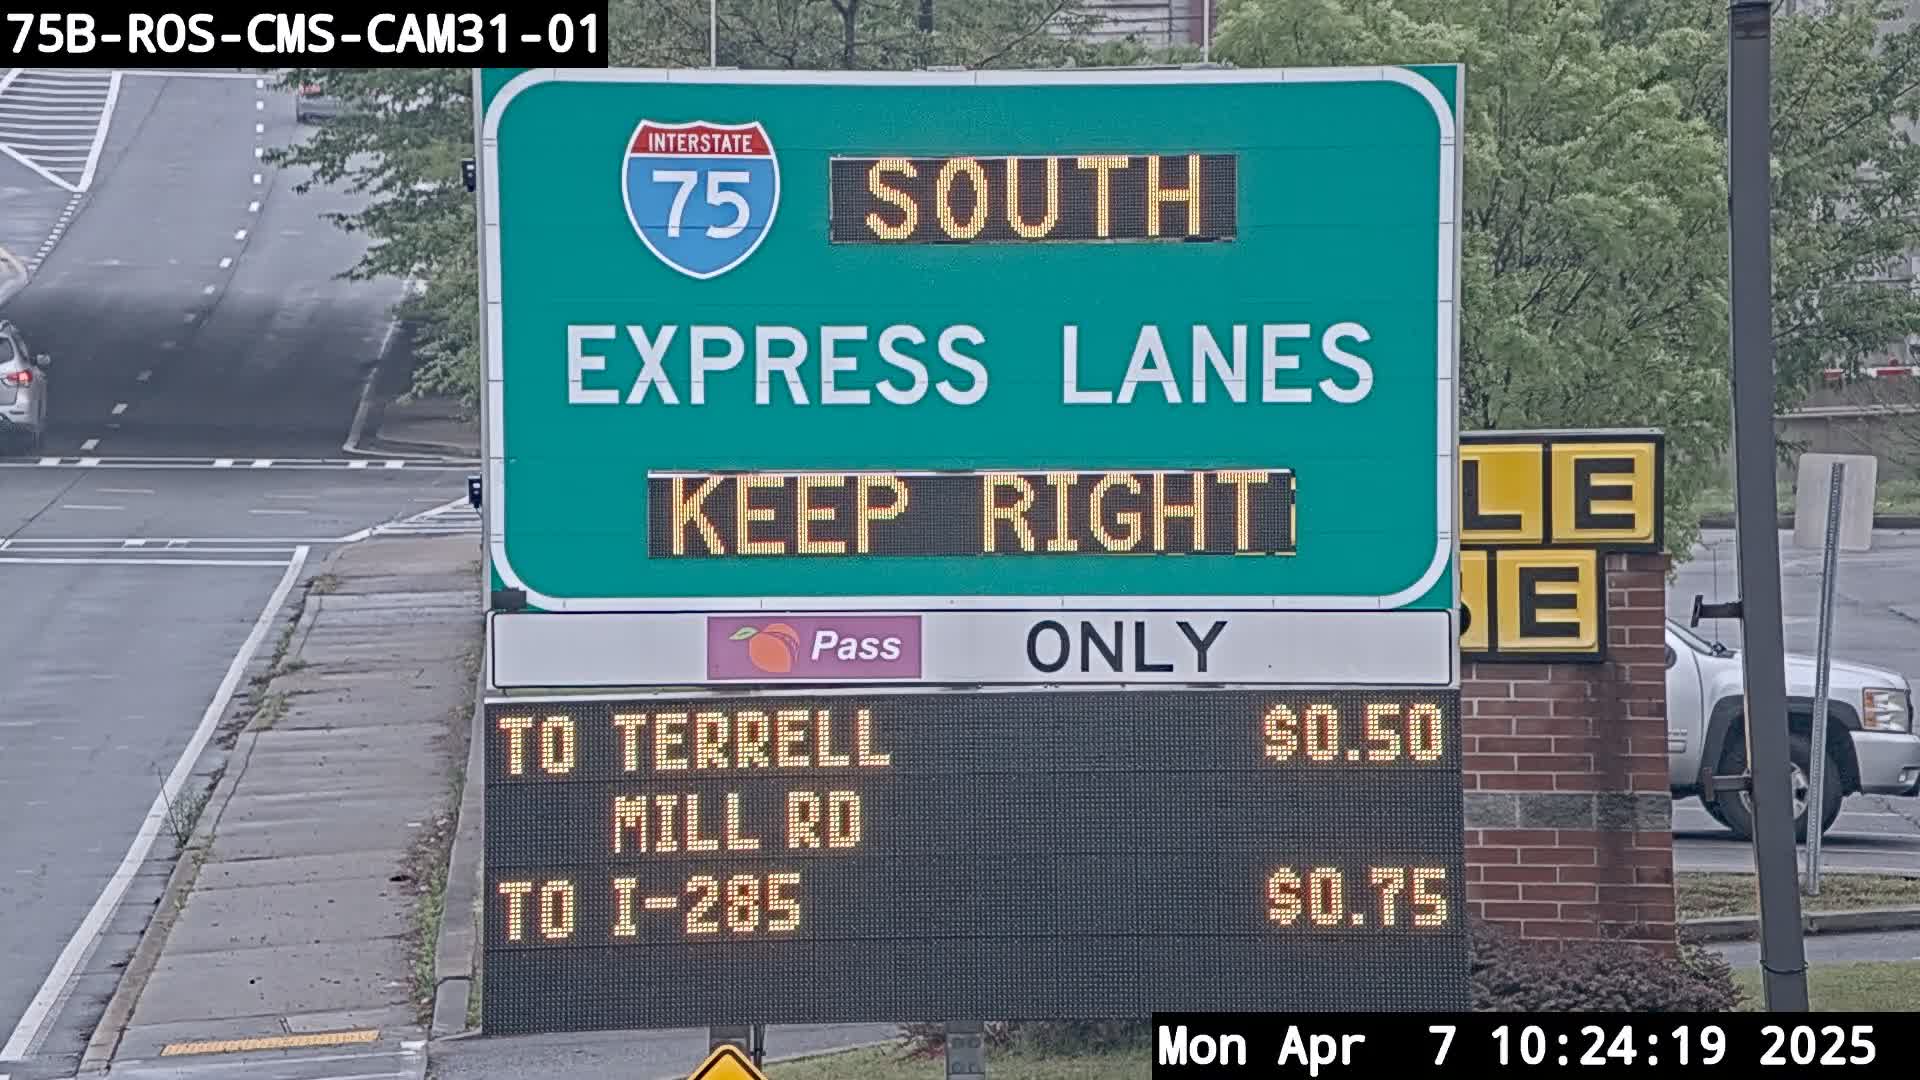 75B-ROS-CMS-CAM31-01
INTERSTATE
75
SOUTH
EXPRESS LANES
KEEP RIGHT
Pass ONLY
TO TERRELL $0.50
MILL RD
TO I-285 $0.75
LE
E
Mon Apr 7 10:24:19 2025